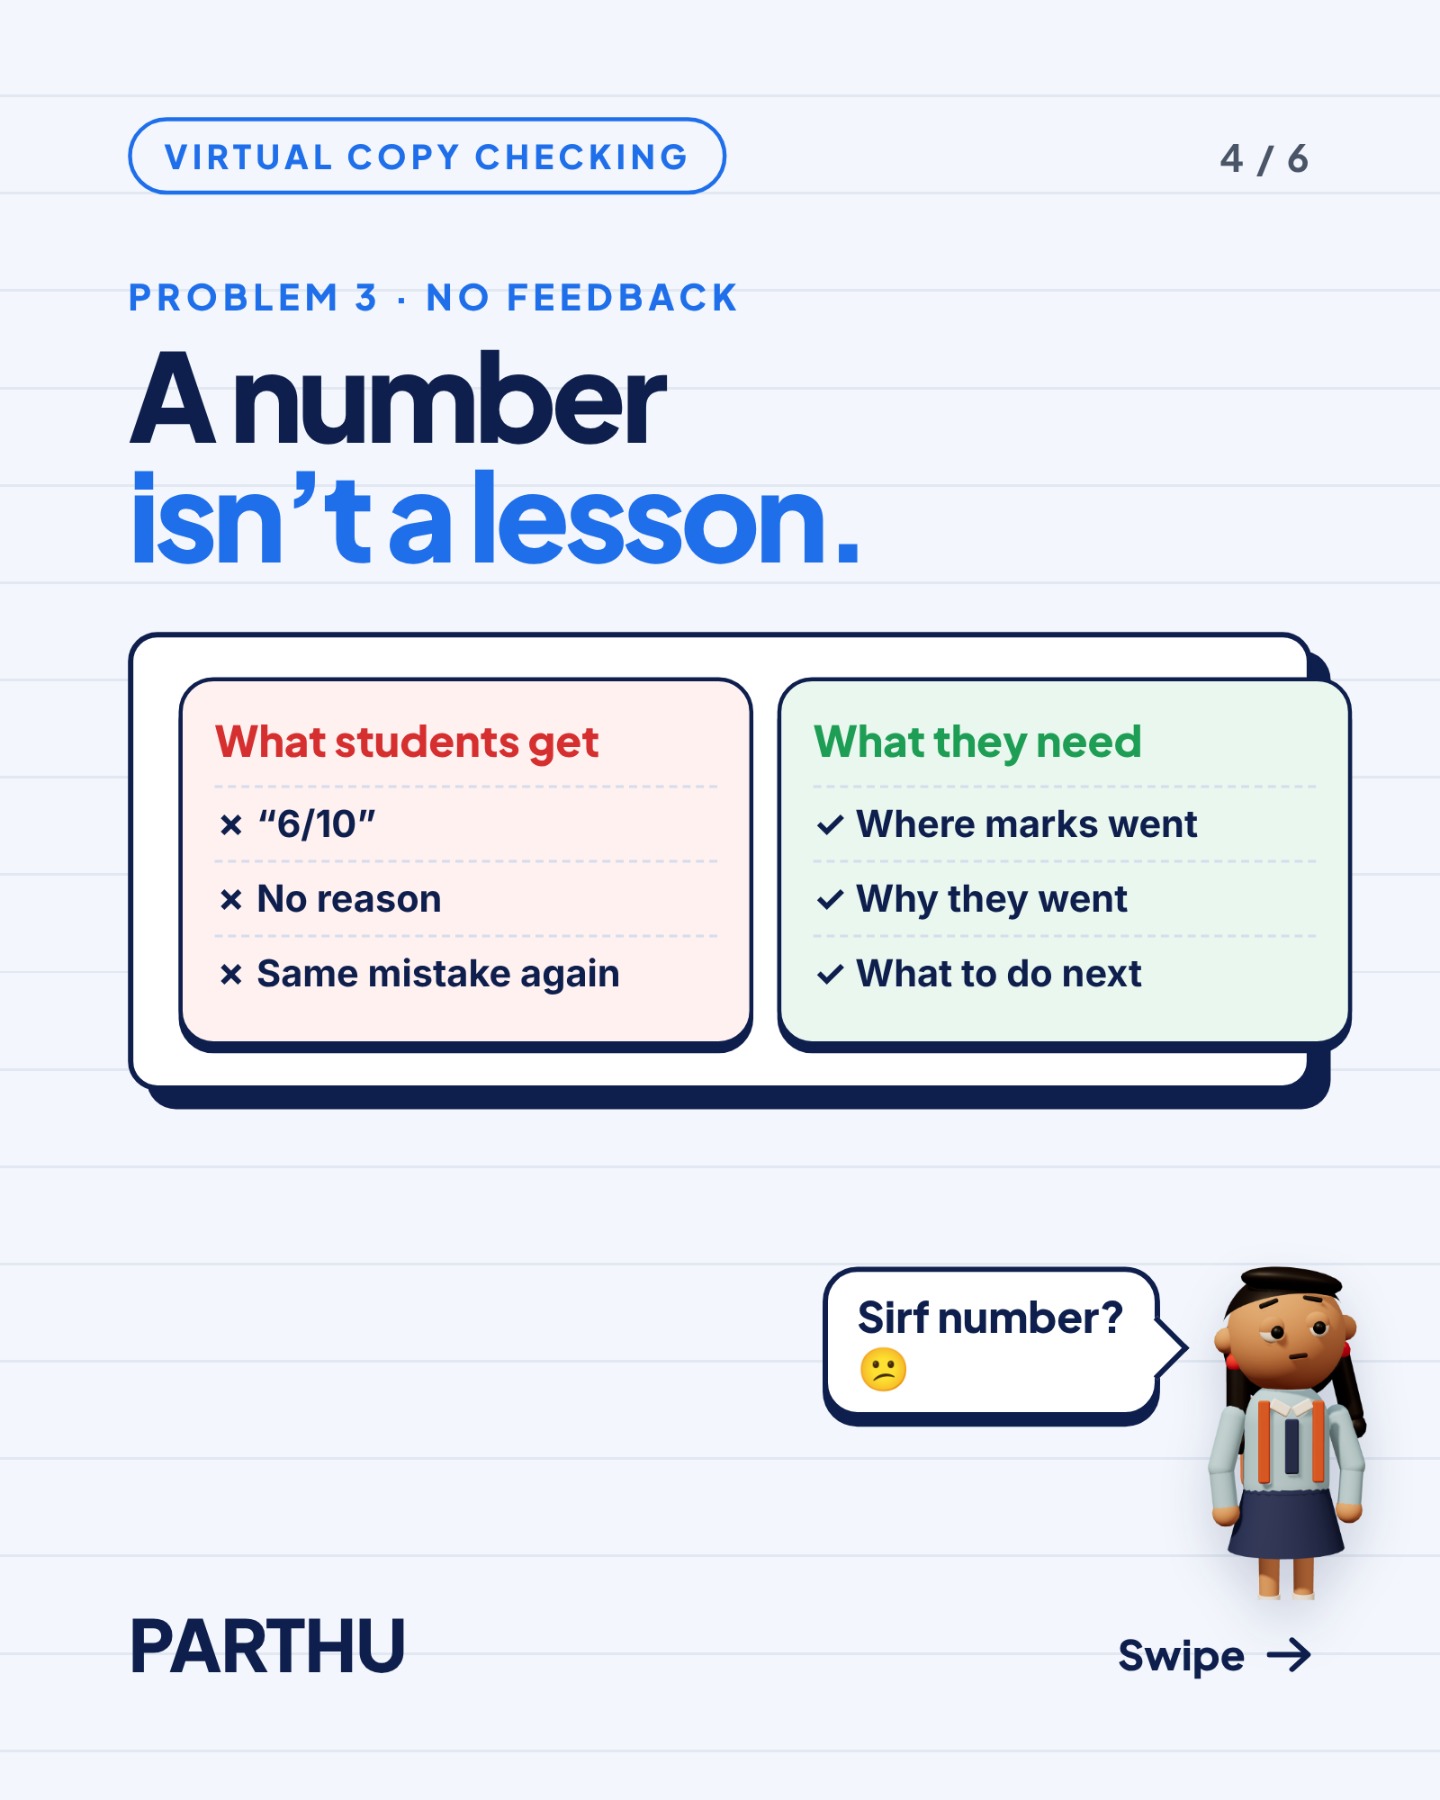 VIRTUAL COPY CHECKING
4 / 6
PROBLEM 3 · NO FEEDBACK
A number
isn’t a lesson.
What students get
× “6/10”
× No reason
× Same mistake again
What they need
✓ Where marks went
✓ Why they went
✓ What to do next
Sirf number?
😕
PARTHU
Swipe →